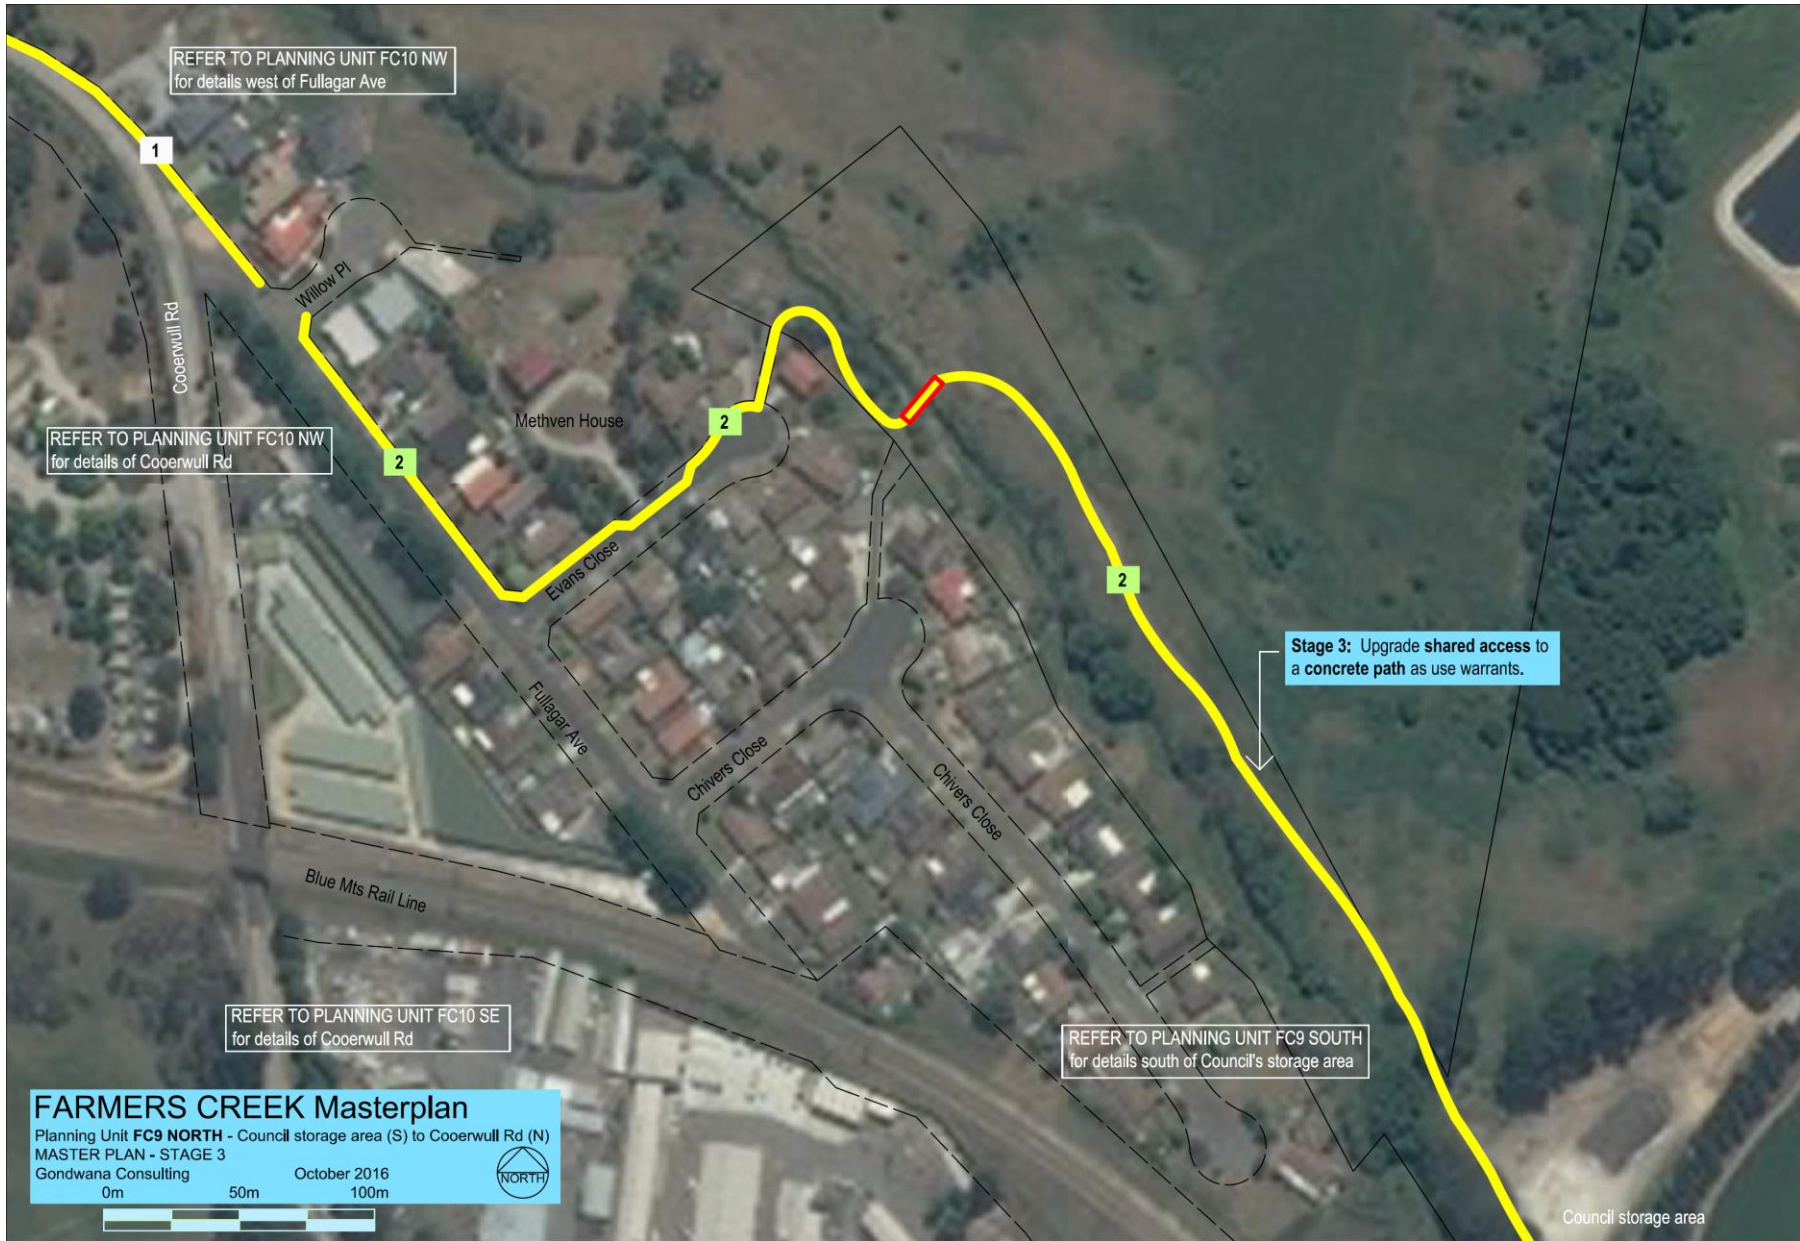 REFER TO PLANNING UNIT FC10 NW
for details west of Fullagar Ave
1
Willow Pl
Cooerwull Rd
Methven House
2
REFER TO PLANNING UNIT FC10 NW
for details of Cooerwull Rd
2
Evans Close
2
Stage 3: Upgrade shared access to
a concrete path as use warrants.
Fullagar Ave
Chivers Close
Chivers Close
Blue Mts Rail Line
REFER TO PLANNING UNIT FC10 SE
for details of Cooerwull Rd
REFER TO PLANNING UNIT FC9 SOUTH
for details south of Council's storage area
FARMERS CREEK Masterplan
Planning Unit FC9 NORTH - Council storage area (S) to Cooerwull Rd (N)
MASTER PLAN - STAGE 3
Gondwana Consulting October 2016
NORTH
0m 50m 100m
Council storage area